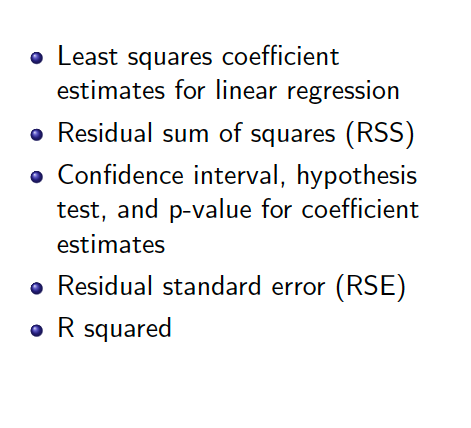 Least squares coefficient
estimates for linear regression
Residual sum of squares (RSS)
Confidence interval, hypothesis
test, and p-value for coefficient
estimates
Residual standard error (RSE)
R squared